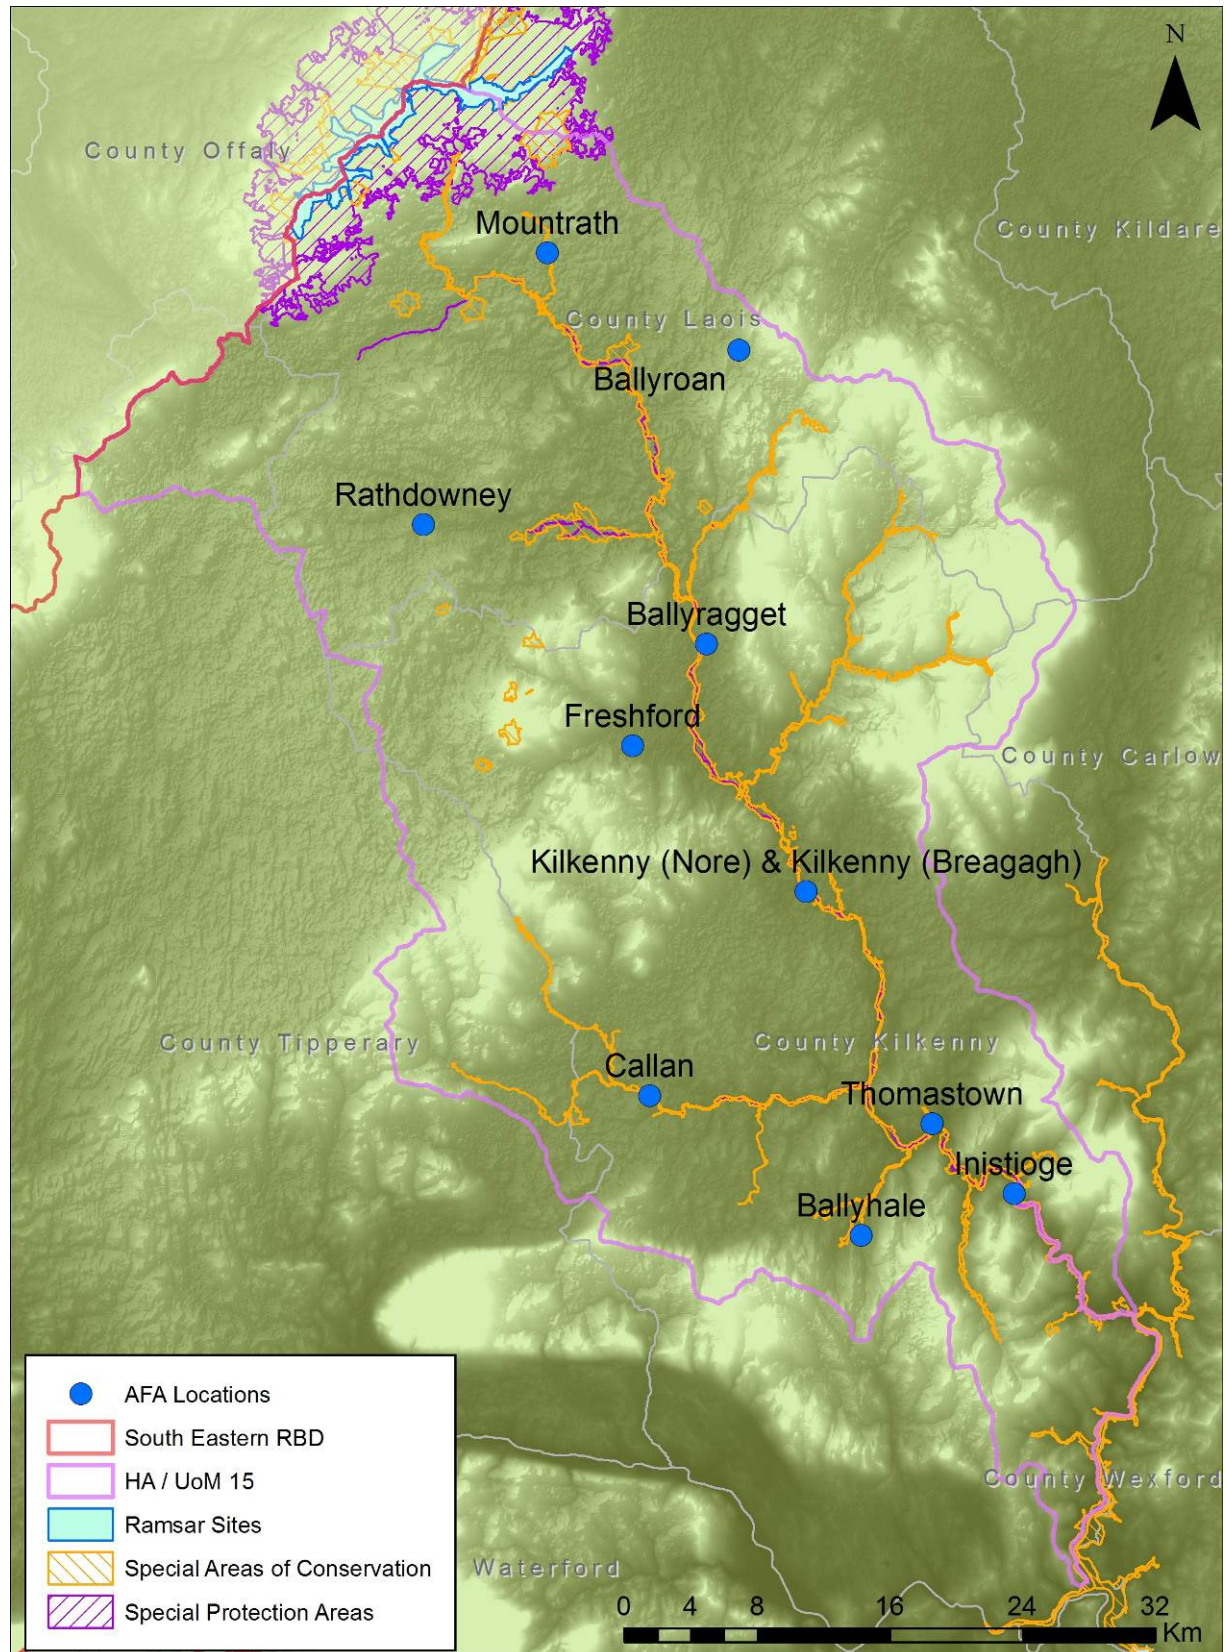 N
County Offaly
Mountrath
County Kildare
County Laois
Ballyroan
Rathdowney
Ballyragget
Freshford
County Carlow
Kilkenny (Nore) & Kilkenny (Breagagh)
County Tipperary
County Kilkenny
Callan
Thomastown
Inistioge
Ballyhale
AFA Locations
South Eastern RBD
HA / UoM 15
Ramsar Sites
Special Areas of Conservation
Special Protection Areas
County Wexford
Waterford
0 4 8 16 24 32
Km